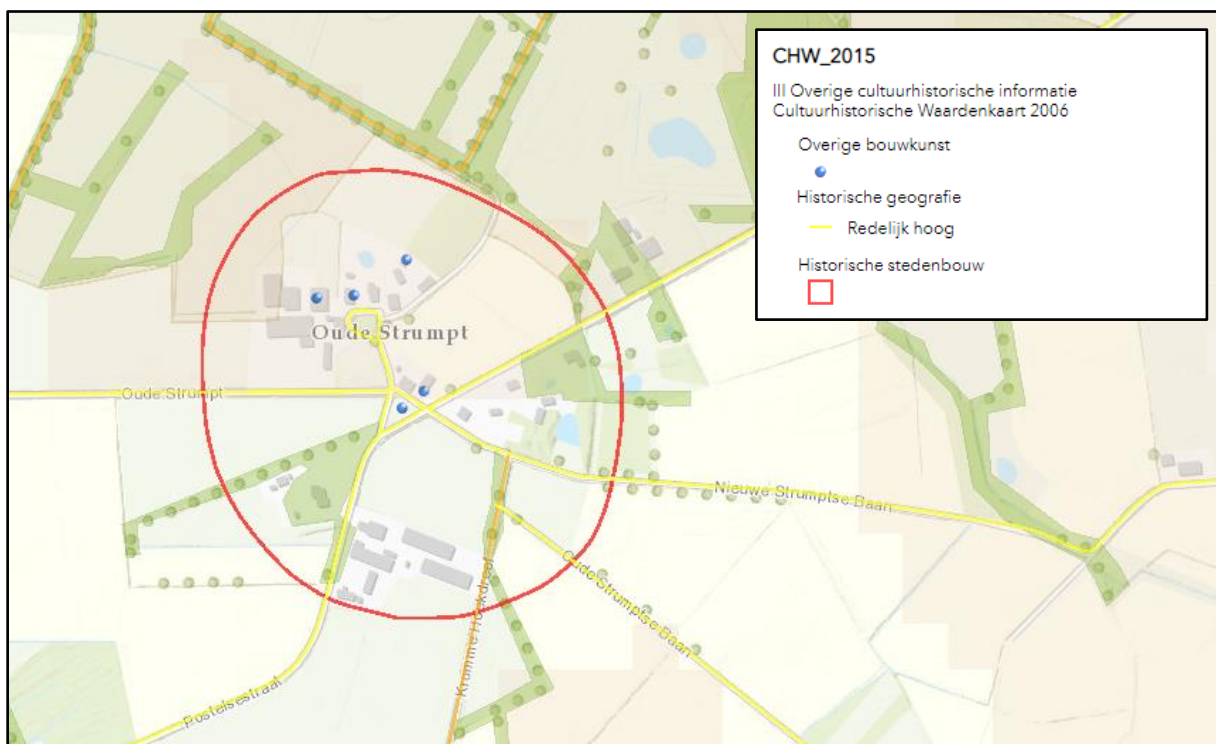 CHW_2015
III Overige cultuurhistorische informatie
Cultuurhistorische Waardenkaart 2006
Overige bouwkunst
Historische geografie
Redelijk hoog
Historische stedenbouw
Oude Strumpt
Oude Strumpt
Nieuwe Strumptse Baan
Oude Strumptse Baan
Kromme Hoekdreef
Postelsestraat